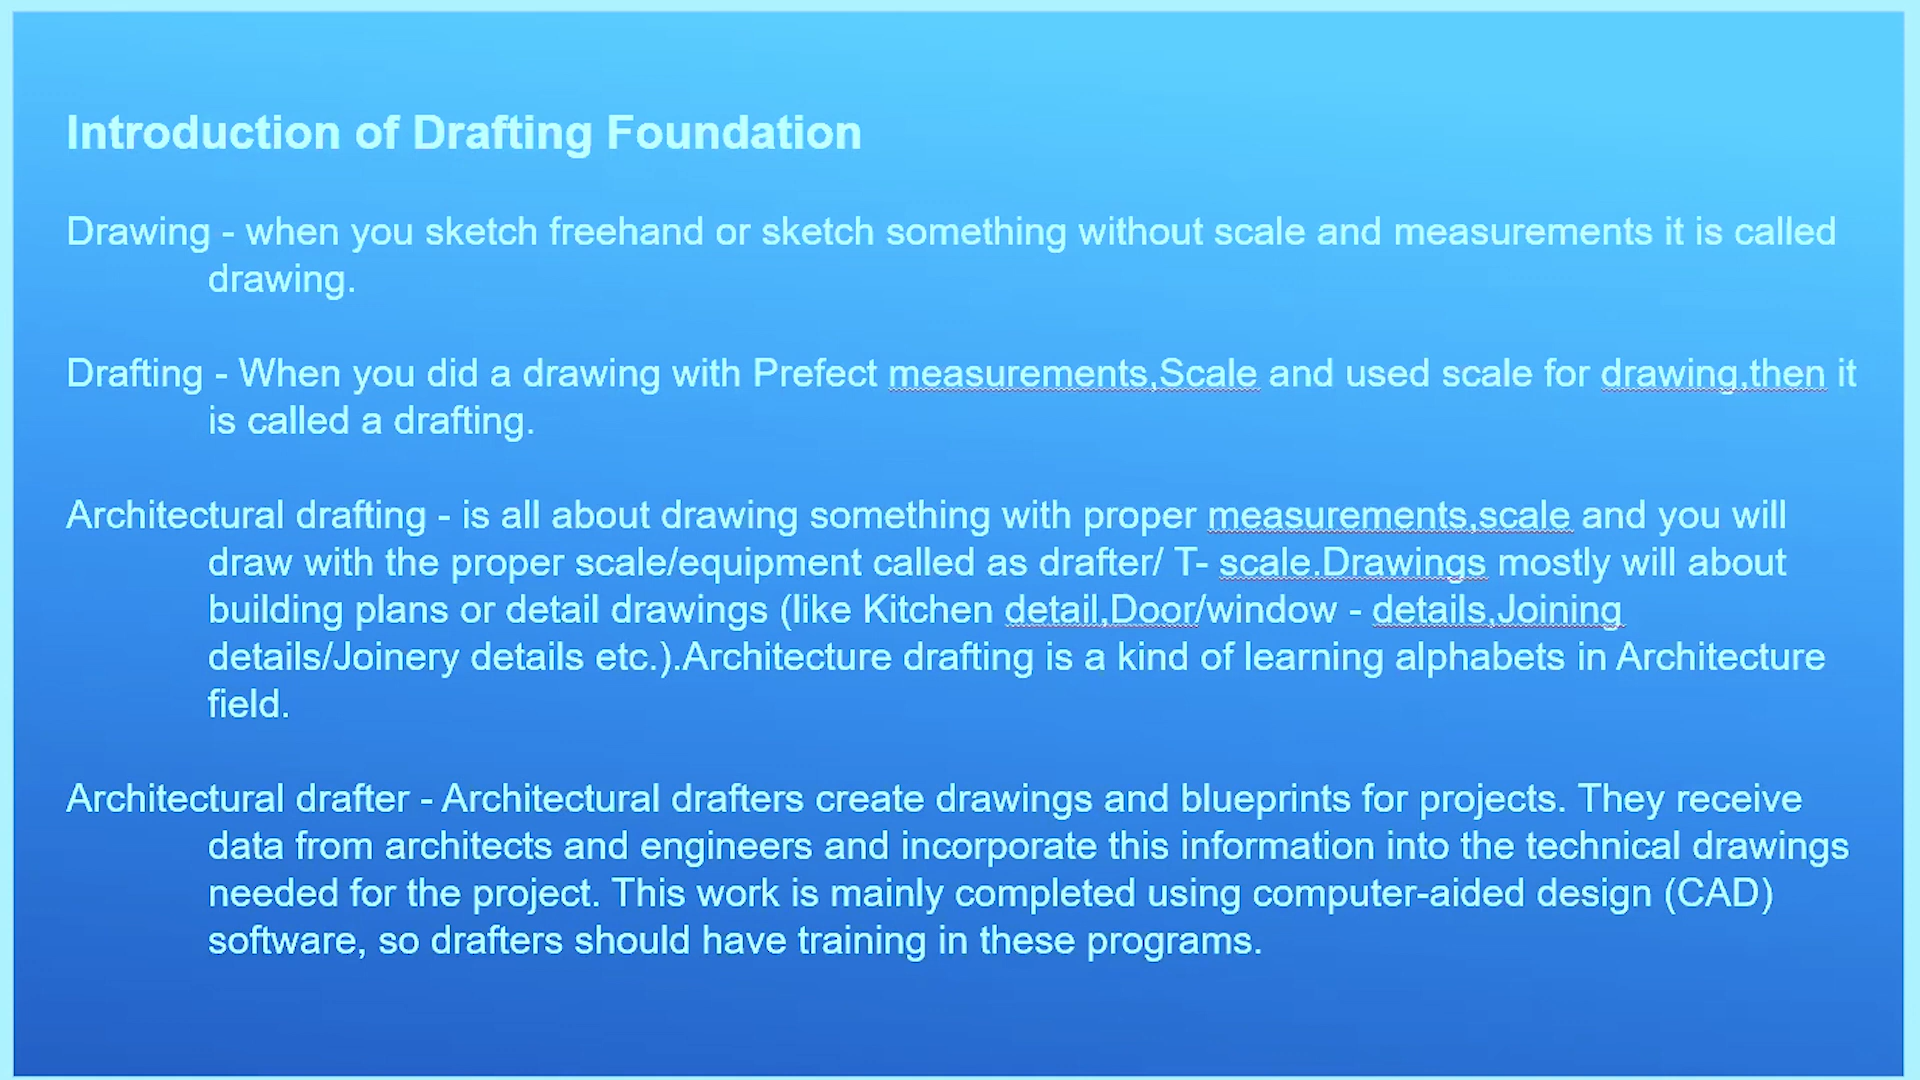 Introduction of Drafting Foundation
Drawing - when you sketch freehand or sketch something without scale and measurements it is called
drawing.
Drafting - When you did a drawing with Prefect measurements,Scale and used scale for drawing,then it
is called a drafting.
Architectural drafting - is all about drawing something with proper measurements,scale and you will
draw with the proper scale/equipment called as drafter/ T- scale.Drawings mostly will about
building plans or detail drawings (like Kitchen detail,Door/window - details,Joining
details/Joinery details etc.).Architecture drafting is a kind of learning alphabets in Architecture
field.
Architectural drafter - Architectural drafters create drawings and blueprints for projects. They receive
data from architects and engineers and incorporate this information into the technical drawings
needed for the project. This work is mainly completed using computer-aided design (CAD)
software, so drafters should have training in these programs.